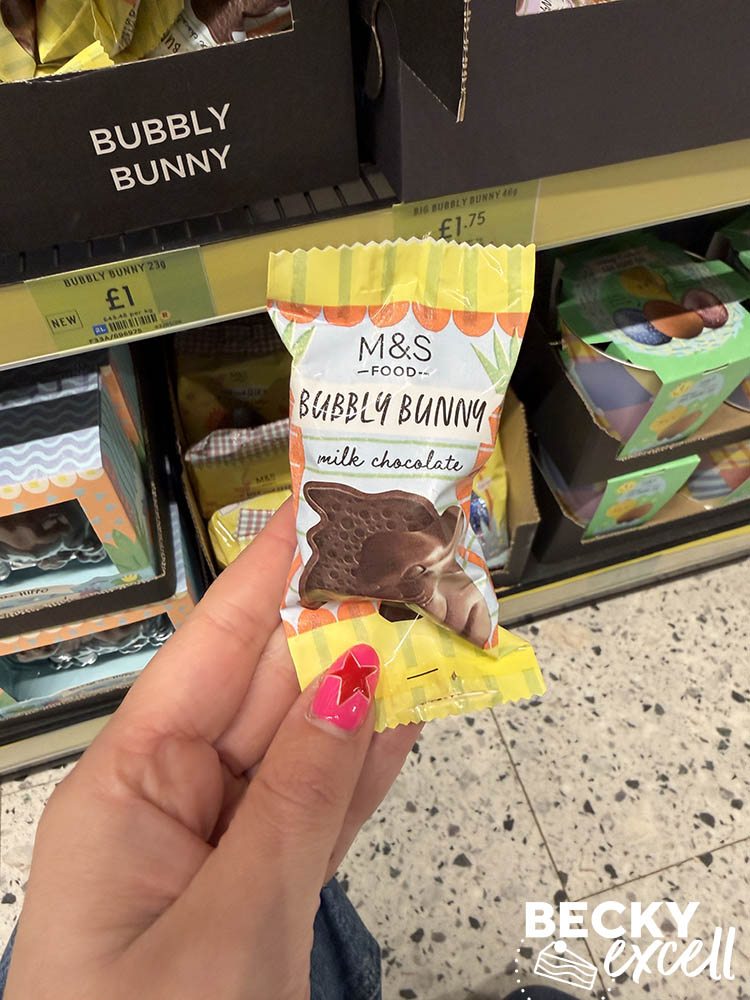 BUBBLY
BUNNY
BIG BUBBLY BUNNY 46g
£1.75
BUBBLY BUNNY 23g
£1
NEW
M&S
FOOD
BUBBLY BUNNY
milk chocolate
M&S
BECKY
excell